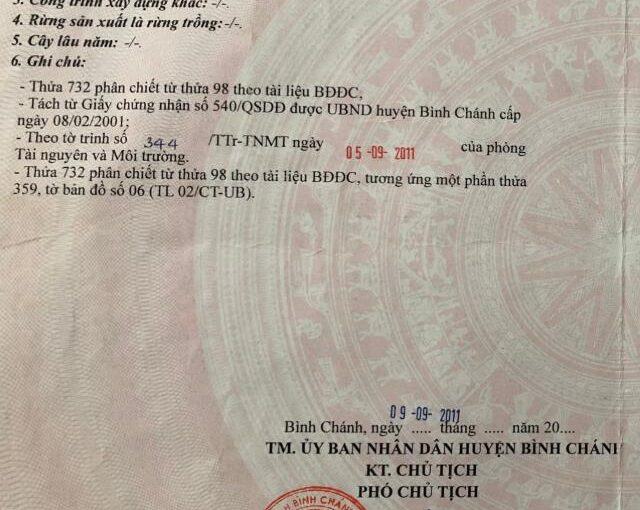 3. Công trình xây dựng khác: -/-.
4. Rừng sản xuất là rừng trồng:-/-.
5. Cây lâu năm: -/-.
6. Ghi chú:
- Thửa 732 phân chiết từ thửa 98 theo tài liệu BĐĐC,
- Tách từ Giấy chứng nhận số 540/QSDĐ được UBND huyện Bình Chánh cấp
ngày 08/02/2001;
- Theo tờ trình số 344 /TTr-TNMT ngày 05-09-2011 của phòng
Tài nguyên và Môi trường.
- Thửa 732 phân chiết từ thửa 98 theo tài liệu BĐĐC, tương ứng một phần thửa
359, tờ bản đồ số 06 (TL 02/CT-UB).
09-09-2011
Bình Chánh, ngày ..... tháng ..... năm 20....
TM. ỦY BAN NHÂN DÂN HUYỆN BÌNH CHÁN
KT. CHỦ TỊCH
PHÓ CHỦ TỊCH
BÌNH CHÁNH